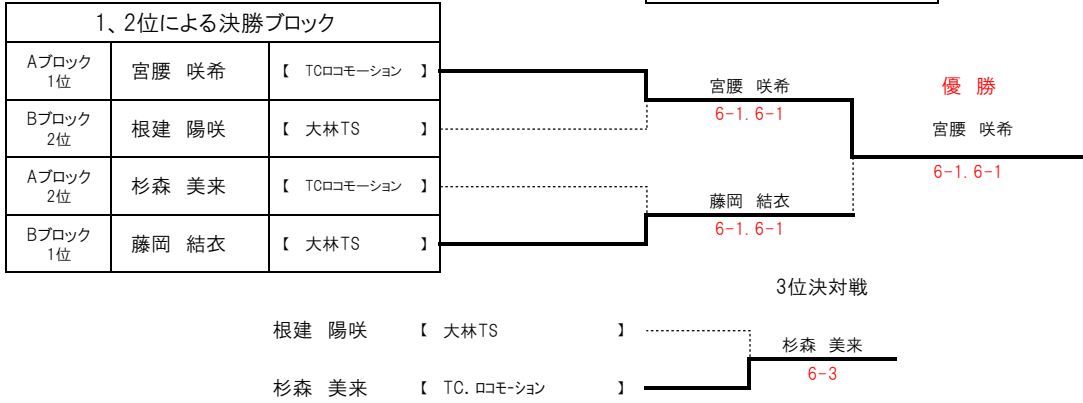 1、2位による決勝ブロック
Aブロック
1位
宮腰 咲希 【 TCロコモーション 】
Bブロック
2位
根建 陽咲 【 大林TS 】
Aブロック
2位
杉森 美来 【 TCロコモーション 】
Bブロック
1位
藤岡 結衣 【 大林TS 】
宮腰 咲希
6-1. 6-1
藤岡 結衣
6-1. 6-1
優 勝
宮腰 咲希
6-1. 6-1
3位決対戦
根建 陽咲 【 大林TS 】
杉森 美来 【 TC. ロコモーション 】
杉森 美来
6-3